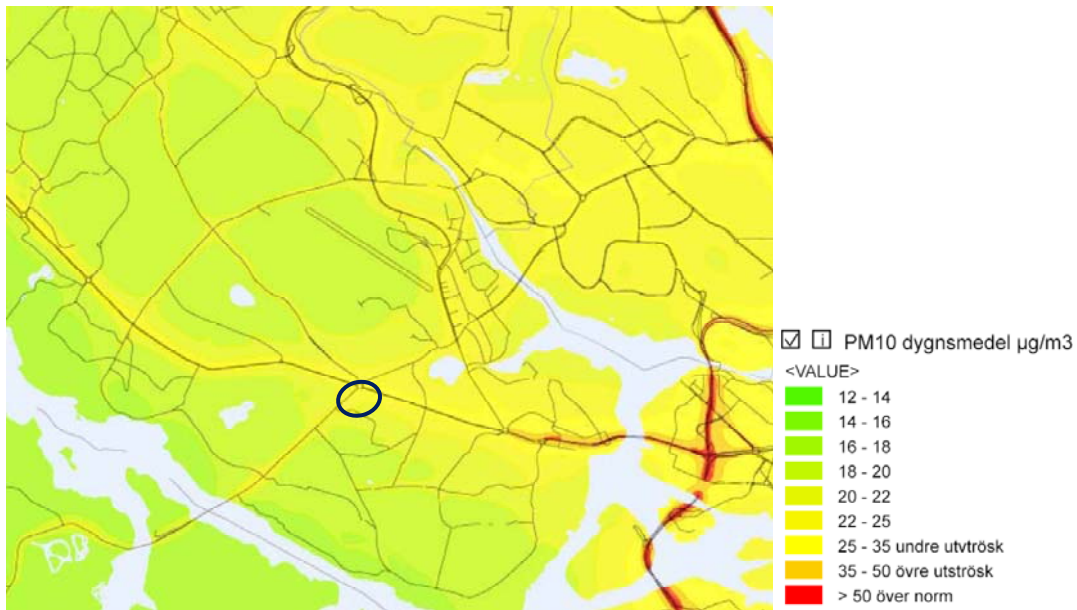 PM10 dygnsmedel µg/m3
<VALUE>
12 - 14
14 - 16
16 - 18
18 - 20
20 - 22
22 - 25
25 - 35 undre utvtrösk
35 - 50 övre utströsk
> 50 över norm